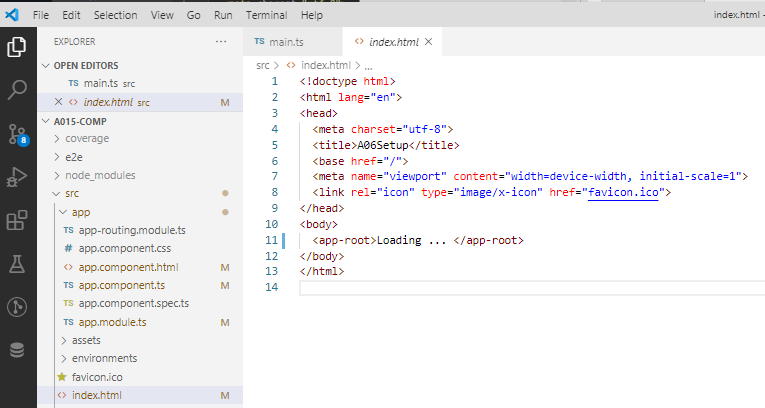 File Edit Selection View Go Run Terminal Help index.html
EXPLORER ...
TS main.ts <> index.html ×
OPEN EDITORS
TS main.ts src
× <> index.html src M
A015-COMP
coverage
e2e
node_modules
src
app
TS app-routing.module.ts
# app.component.css
<> app.component.html M
TS app.component.ts M
TS app.component.spec.ts
TS app.module.ts M
assets
environments
favicon.ico
<> index.html M
8
src > <> index.html > ...
1 <!doctype html>
2 <html lang="en">
3 <head>
4 <meta charset="utf-8">
5 <title>A06Setup</title>
6 <base href="/">
7 <meta name="viewport" content="width=device-width, initial-scale=1">
8 <link rel="icon" type="image/x-icon" href="favicon.ico">
9 </head>
10 <body>
11 <app-root>Loading ... </app-root>
12 </body>
13 </html>
14